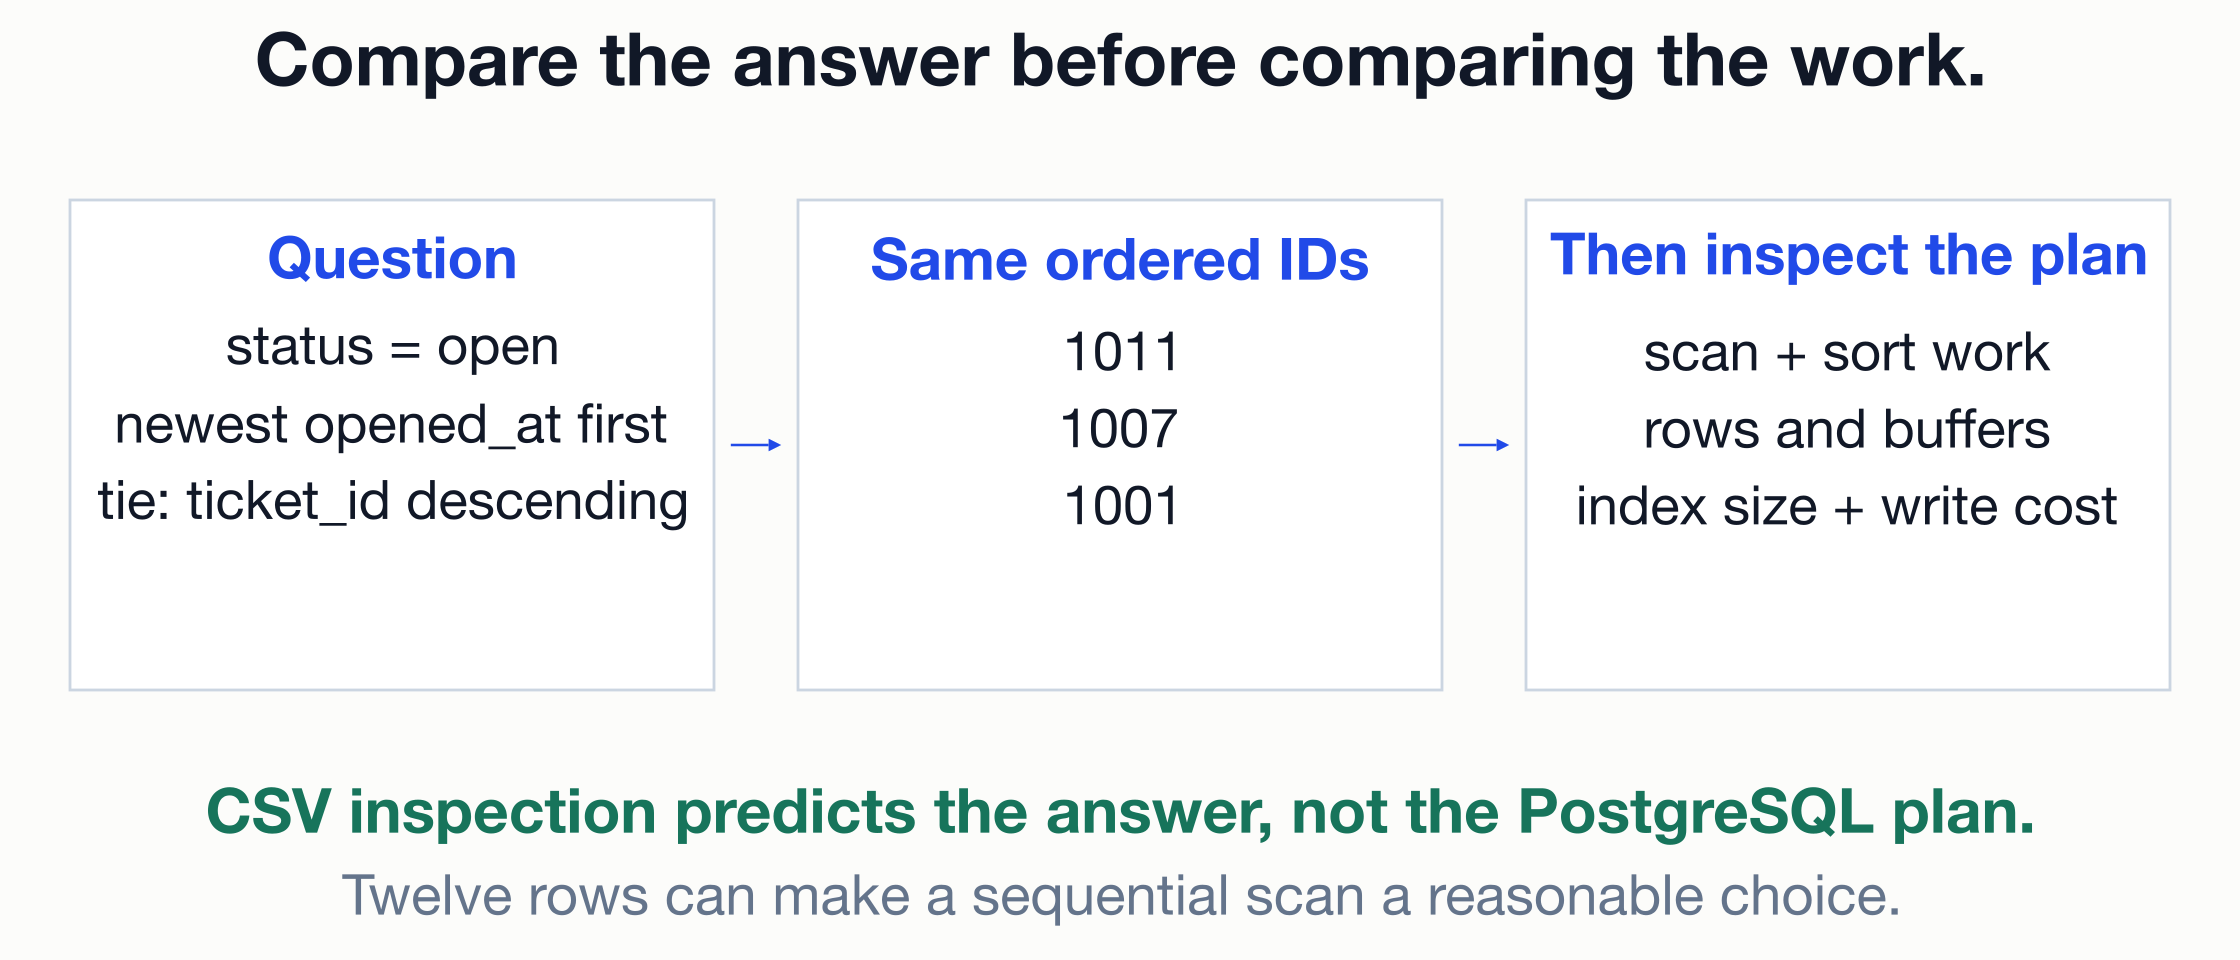 Compare the answer before comparing the work.
Question
status = open
newest opened_at first
tie: ticket_id descending
Same ordered IDs
1011
1007
1001
Then inspect the plan
scan + sort work
rows and buffers
index size + write cost
CSV inspection predicts the answer, not the PostgreSQL plan.
Twelve rows can make a sequential scan a reasonable choice.